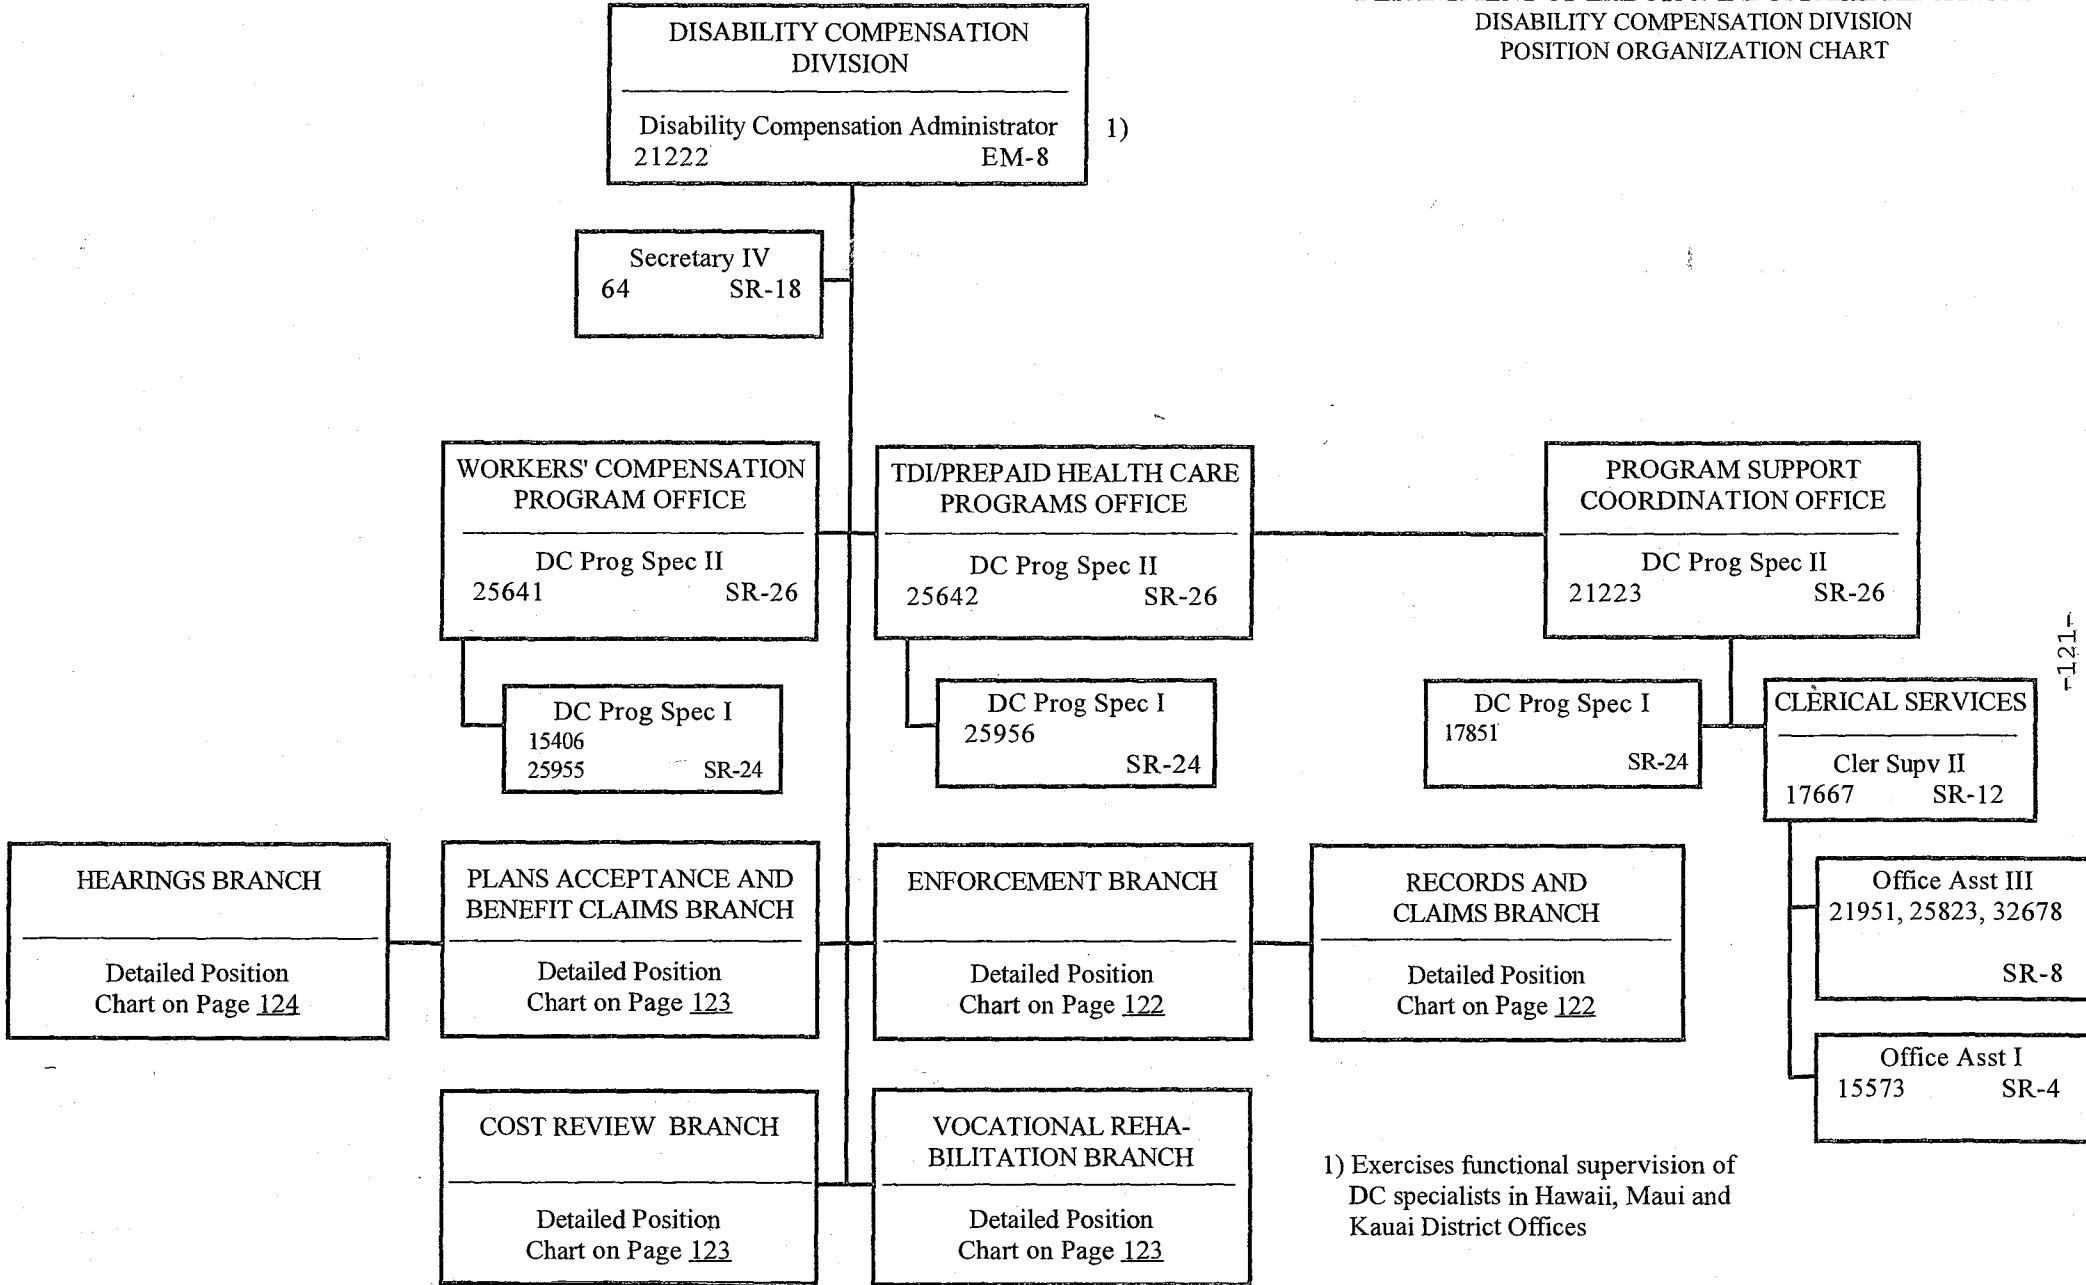 DISABILITY COMPENSATION DIVISION
POSITION ORGANIZATION CHART
DISABILITY COMPENSATION
DIVISION
Disability Compensation Administrator 1)
21222 EM-8
Secretary IV
64 SR-18
WORKERS' COMPENSATION
PROGRAM OFFICE
DC Prog Spec II
25641 SR-26
TDI/PREPAID HEALTH CARE
PROGRAMS OFFICE
DC Prog Spec II
25642 SR-26
PROGRAM SUPPORT
COORDINATION OFFICE
DC Prog Spec II
21223 SR-26
-121-
DC Prog Spec I
15406
25955 SR-24
DC Prog Spec I
25956
SR-24
DC Prog Spec I
17851
SR-24
CLERICAL SERVICES
Cler Supv II
17667 SR-12
HEARINGS BRANCH
Detailed Position
Chart on Page 124
PLANS ACCEPTANCE AND
BENEFIT CLAIMS BRANCH
Detailed Position
Chart on Page 123
ENFORCEMENT BRANCH
Detailed Position
Chart on Page 122
RECORDS AND
CLAIMS BRANCH
Detailed Position
Chart on Page 122
Office Asst III
21951, 25823, 32678
SR-8
Office Asst I
15573 SR-4
COST REVIEW BRANCH
Detailed Position
Chart on Page 123
VOCATIONAL REHA-
BILITATION BRANCH
Detailed Position
Chart on Page 123
1) Exercises functional supervision of
DC specialists in Hawaii, Maui and
Kauai District Offices